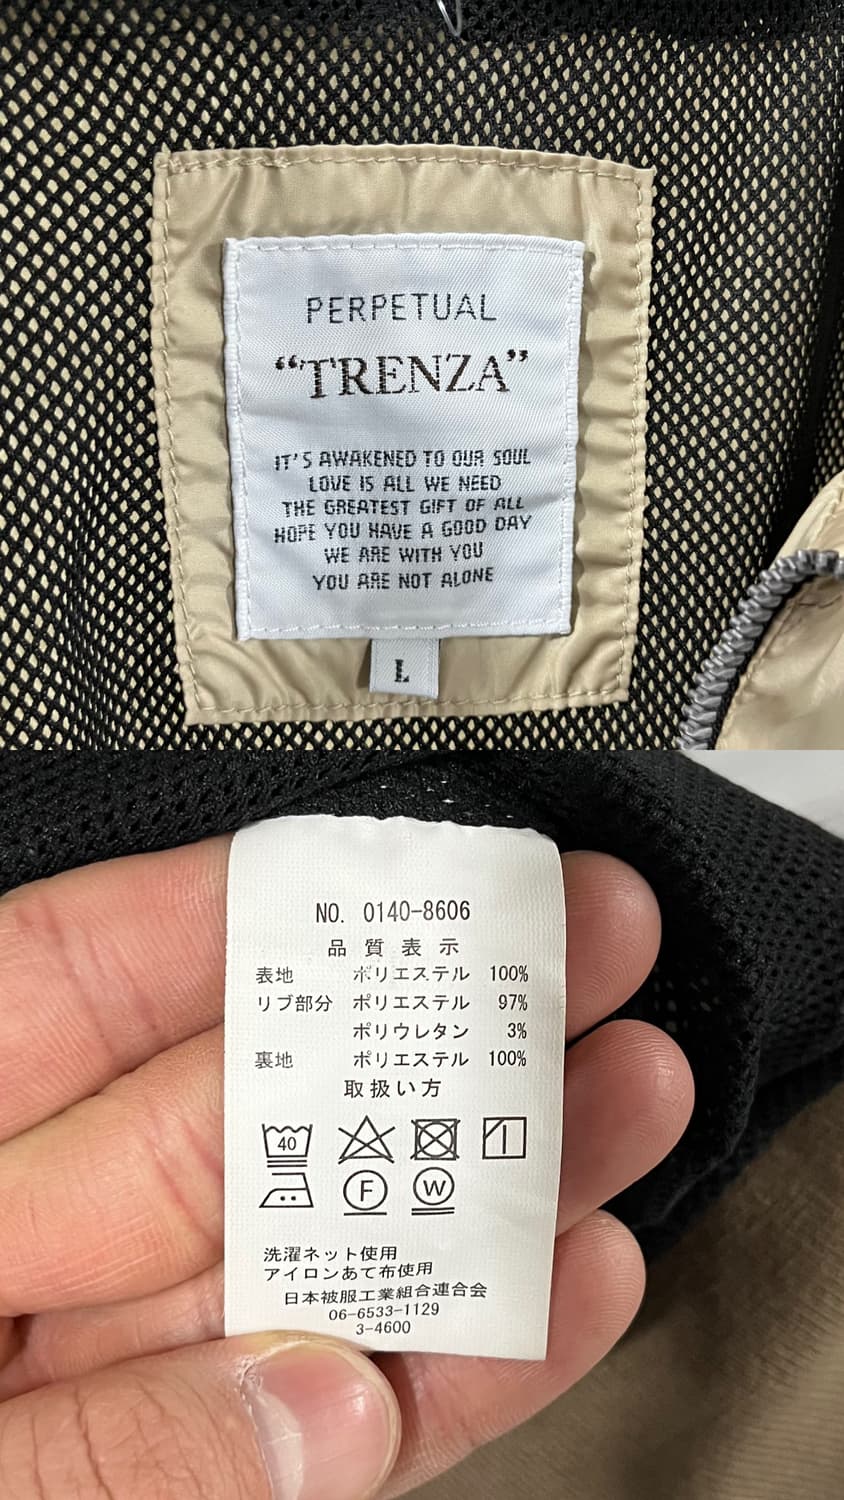 PERPETUAL
“TRENZA”
IT'S AWAKENED TO OUR SOUL
LOVE IS ALL WE NEED
THE GREATEST GIFT OF ALL
HOPE YOU HAVE A GOOD DAY
WE ARE WITH YOU
YOU ARE NOT ALONE
L
NO. 0140-8606
品質表示
表地 ポリエステル 100%
リブ部分 ポリエステル 97%
ポリウレタン 3%
裏地 ポリエステル 100%
取扱い方
40
F W
洗濯ネット使用
アイロンあて布使用
日本被服工業組合連合会
06-6533-1129
3-4600